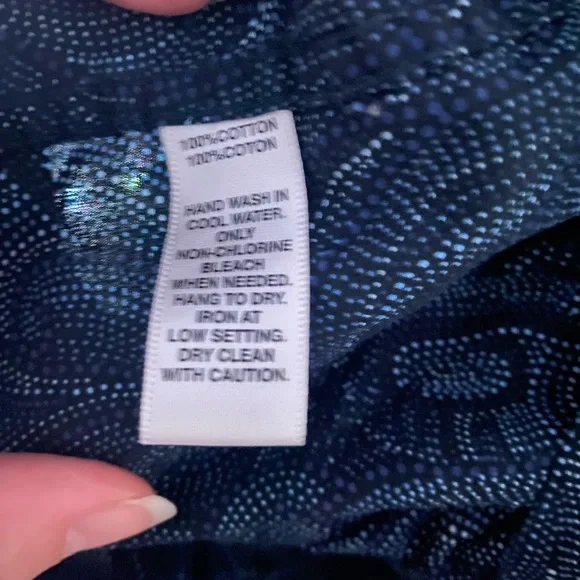 100%COTTON
100%COTON
HAND WASH IN
COOL WATER.
ONLY
NON-CHLORINE
BLEACH
WHEN NEEDED.
HANG TO DRY.
IRON AT
LOW SETTING.
DRY CLEAN
WITH CAUTION.